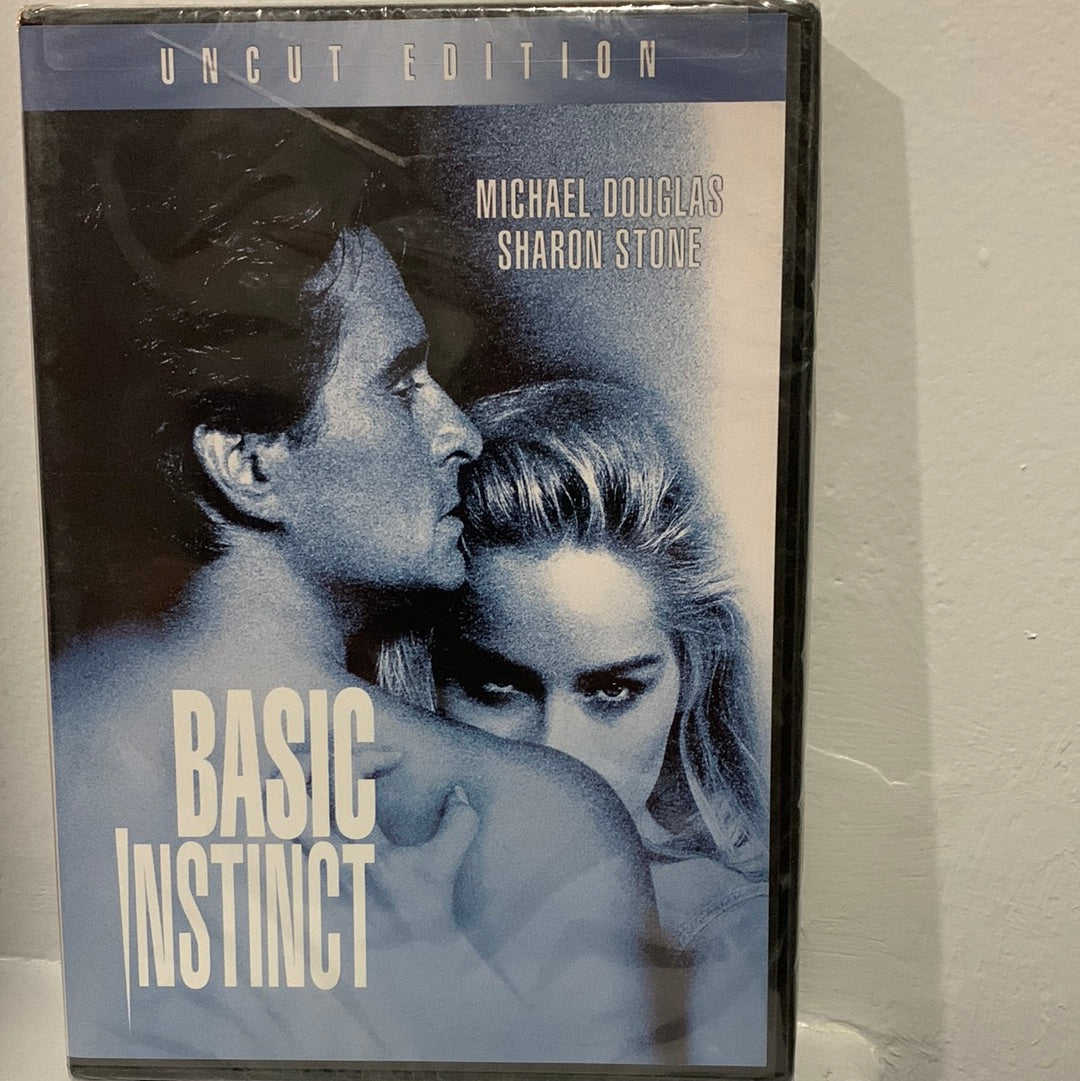 UNCUT EDITION
MICHAEL DOUGLAS
SHARON STONE
BASIC
INSTINCT